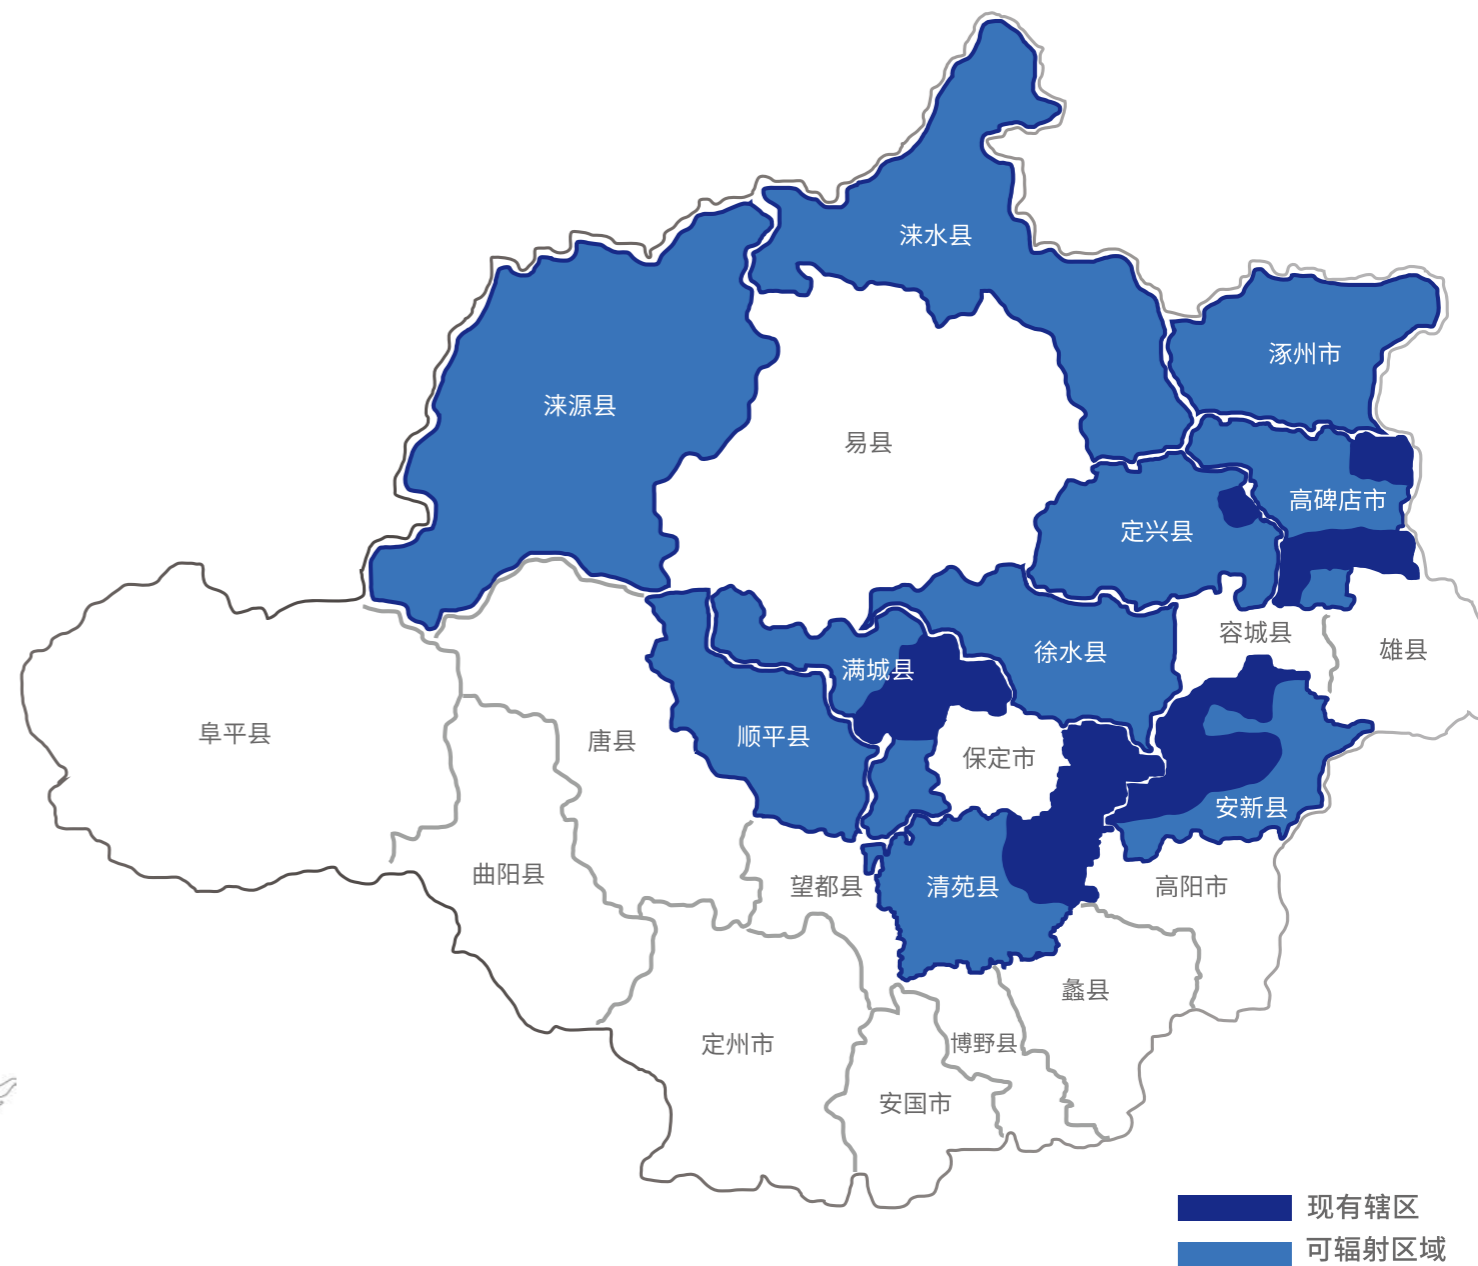 涞水县
涿州市
涞源县
易县
高碑店市
定兴县
容城县
雄县
徐水县
满城县
阜平县
唐县
顺平县
保定市
安新县
曲阳县
望都县
清苑县
高阳市
蠡县
定州市
博野县
安国市
现有辖区
可辐射区域